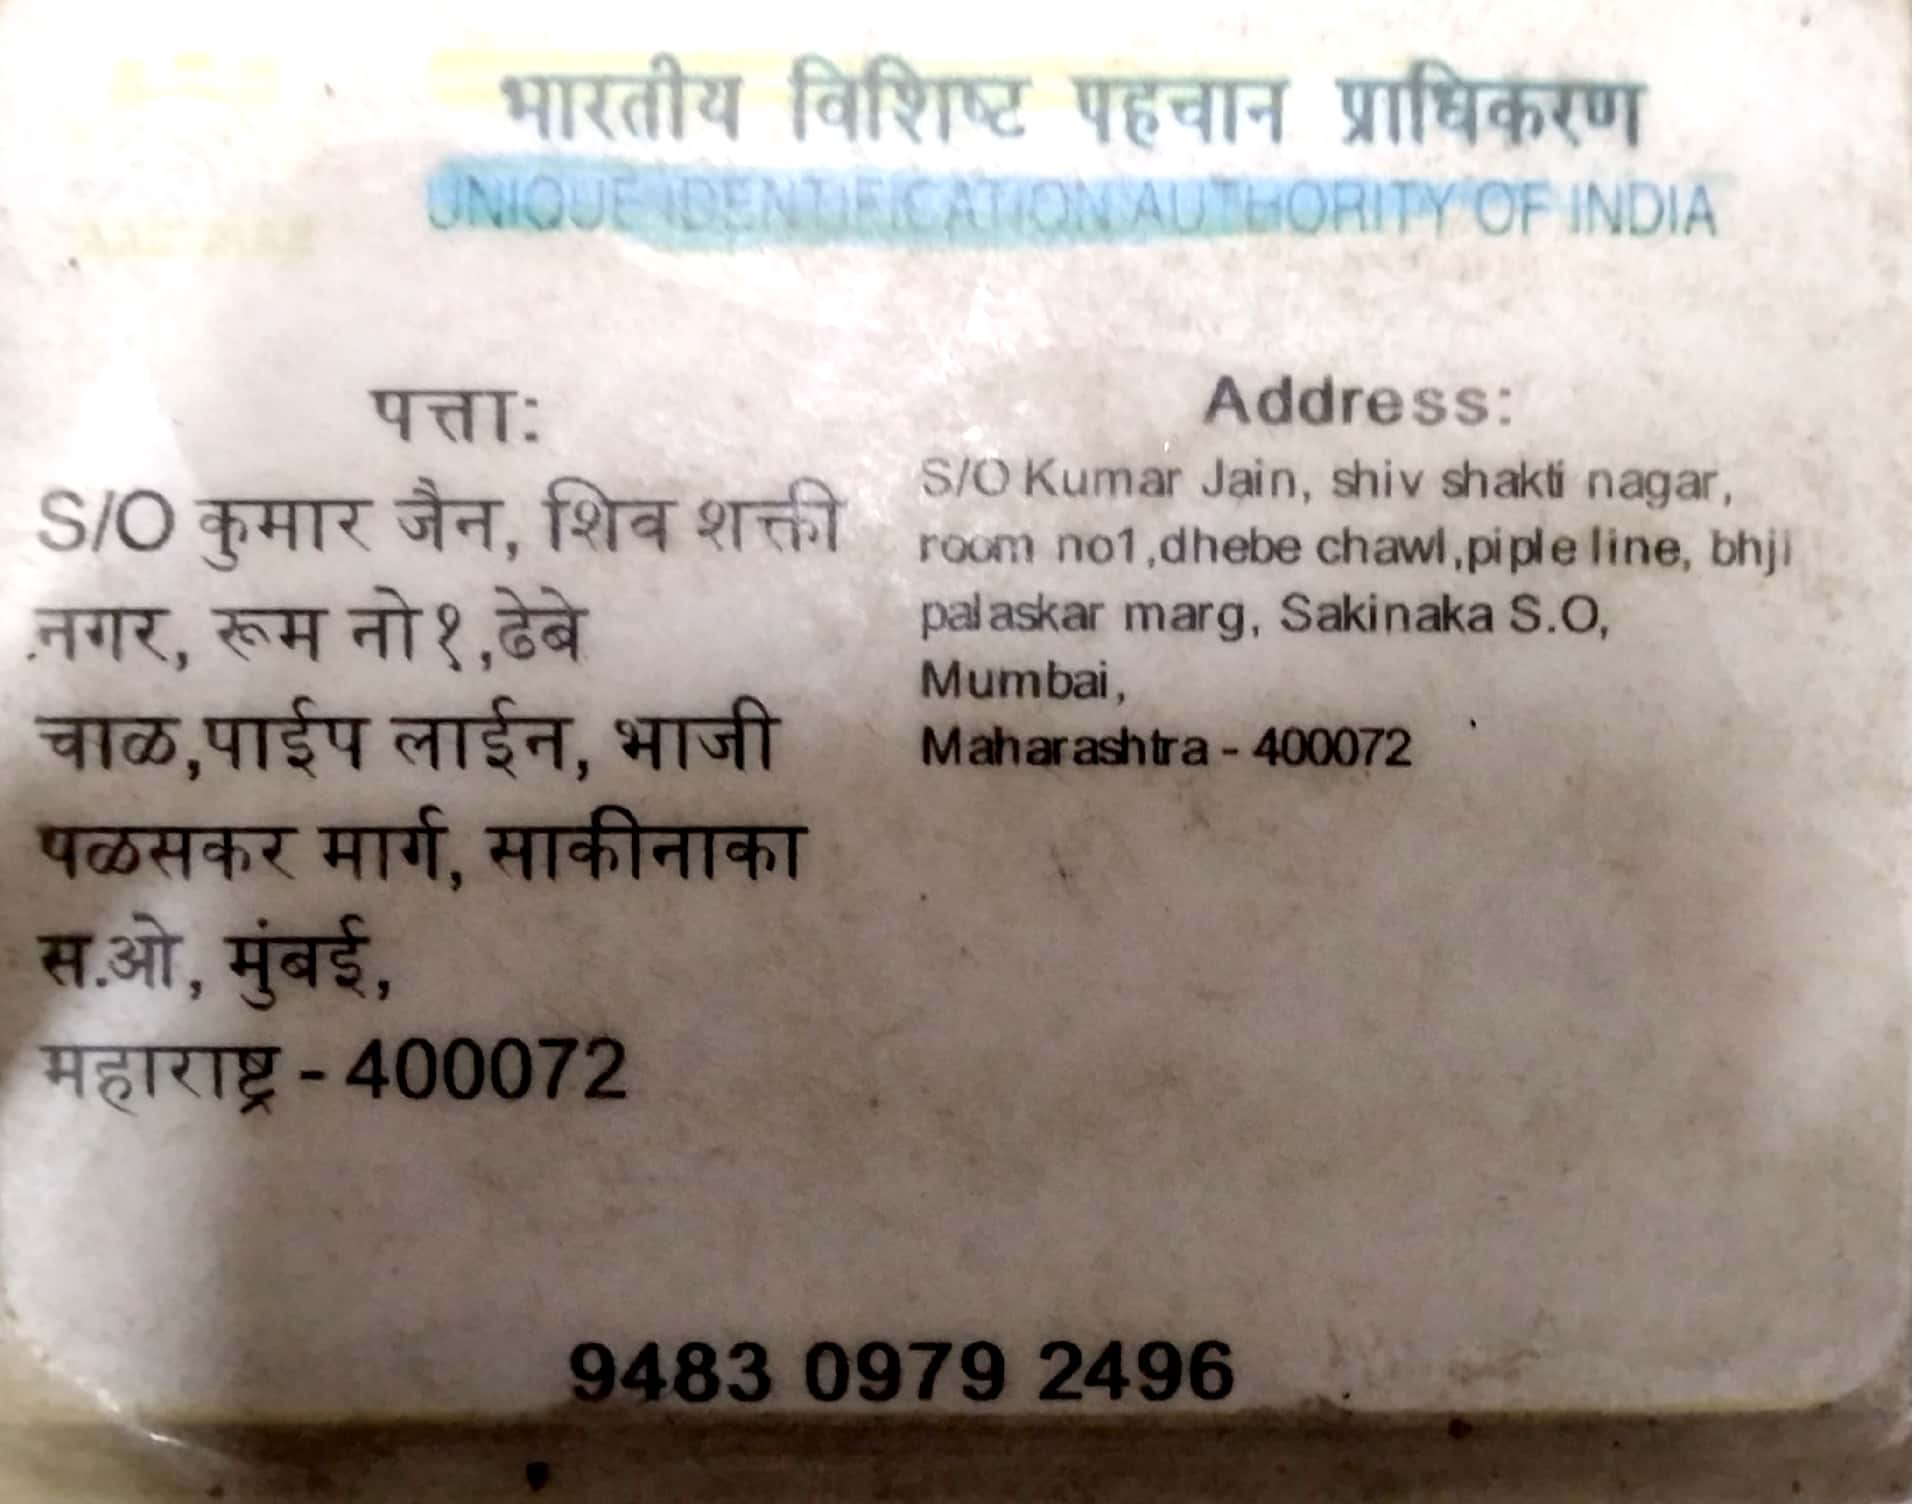 भारतीय विशिष्ट पहचान प्राधिकरण
UNIQUE IDENTIFICATION AUTHORITY OF INDIA
पत्ता:
S/O कुमार जैन, शिव शक्ती
नगर, रूम नो१,ढेबे
चाळ,पाईप लाईन, भाजी
पळसकर मार्ग, साकीनाका
स.ओ, मुंबई,
महाराष्ट्र - 400072
Address:
S/O Kumar Jain, shiv shakti nagar,
room no1,dhebe chawl,piple line, bhji
palaskar marg, Sakinaka S.O,
Mumbai,
Maharashtra - 400072
9483 0979 2496